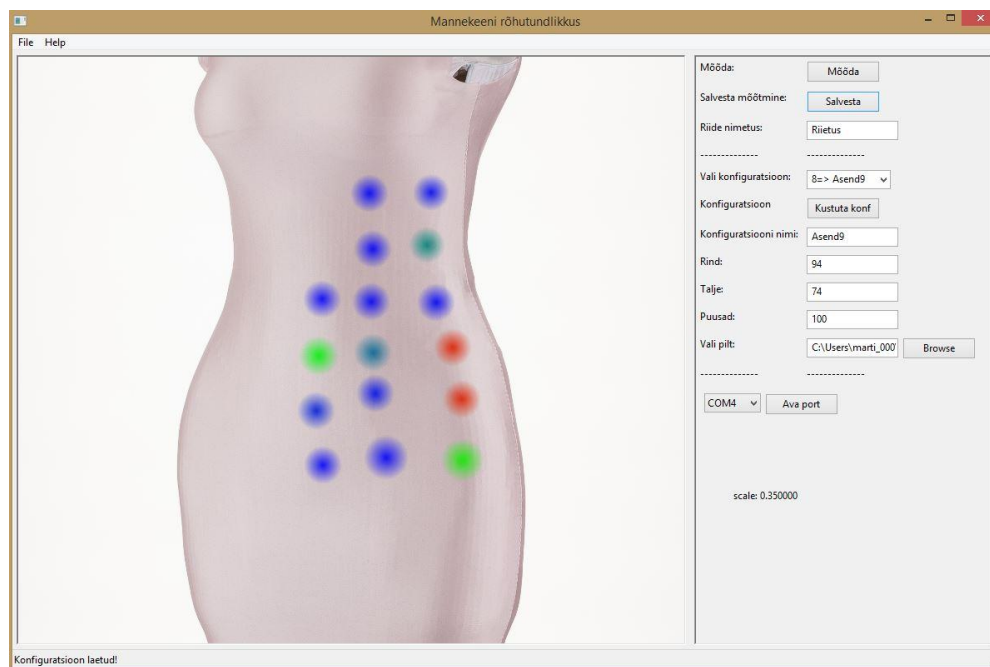 Mannekeeni rõhutundlikkus
File Help
Mõõda: Mõõda
Salvesta mõõtmine: Salvesta
Riide nimetus: Riietus
-------------- --------------
Vali konfiguratsioon: 8=> Asend9
Konfiguratsioon Kustuta konf
Konfiguratsiooni nimi: Asend9
Rind: 94
Talje: 74
Puusad: 100
Vali pilt: C:\Users\marti_000 Browse
-------------- --------------
COM4 Ava port
scale: 0.350000
Konfiguratsioon laetud!